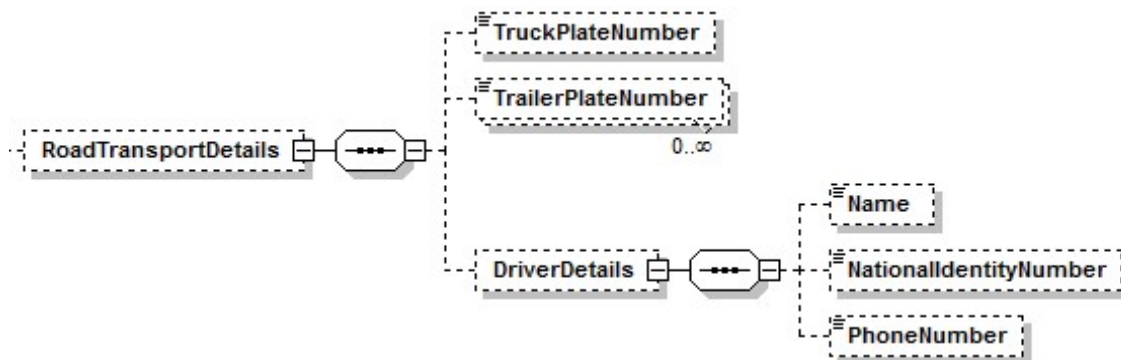 TruckPlateNumber
TrailerPlateNumber
0..∞
RoadTransportDetails
Name
DriverDetails
NationalIdentityNumber
PhoneNumber